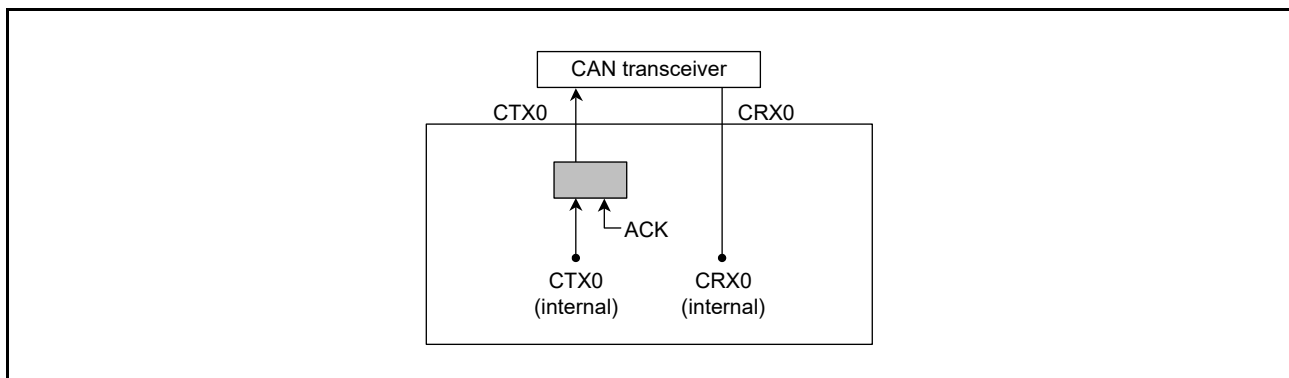 CAN transceiver
CTX0
CRX0
ACK
CTX0
(internal)
CRX0
(internal)